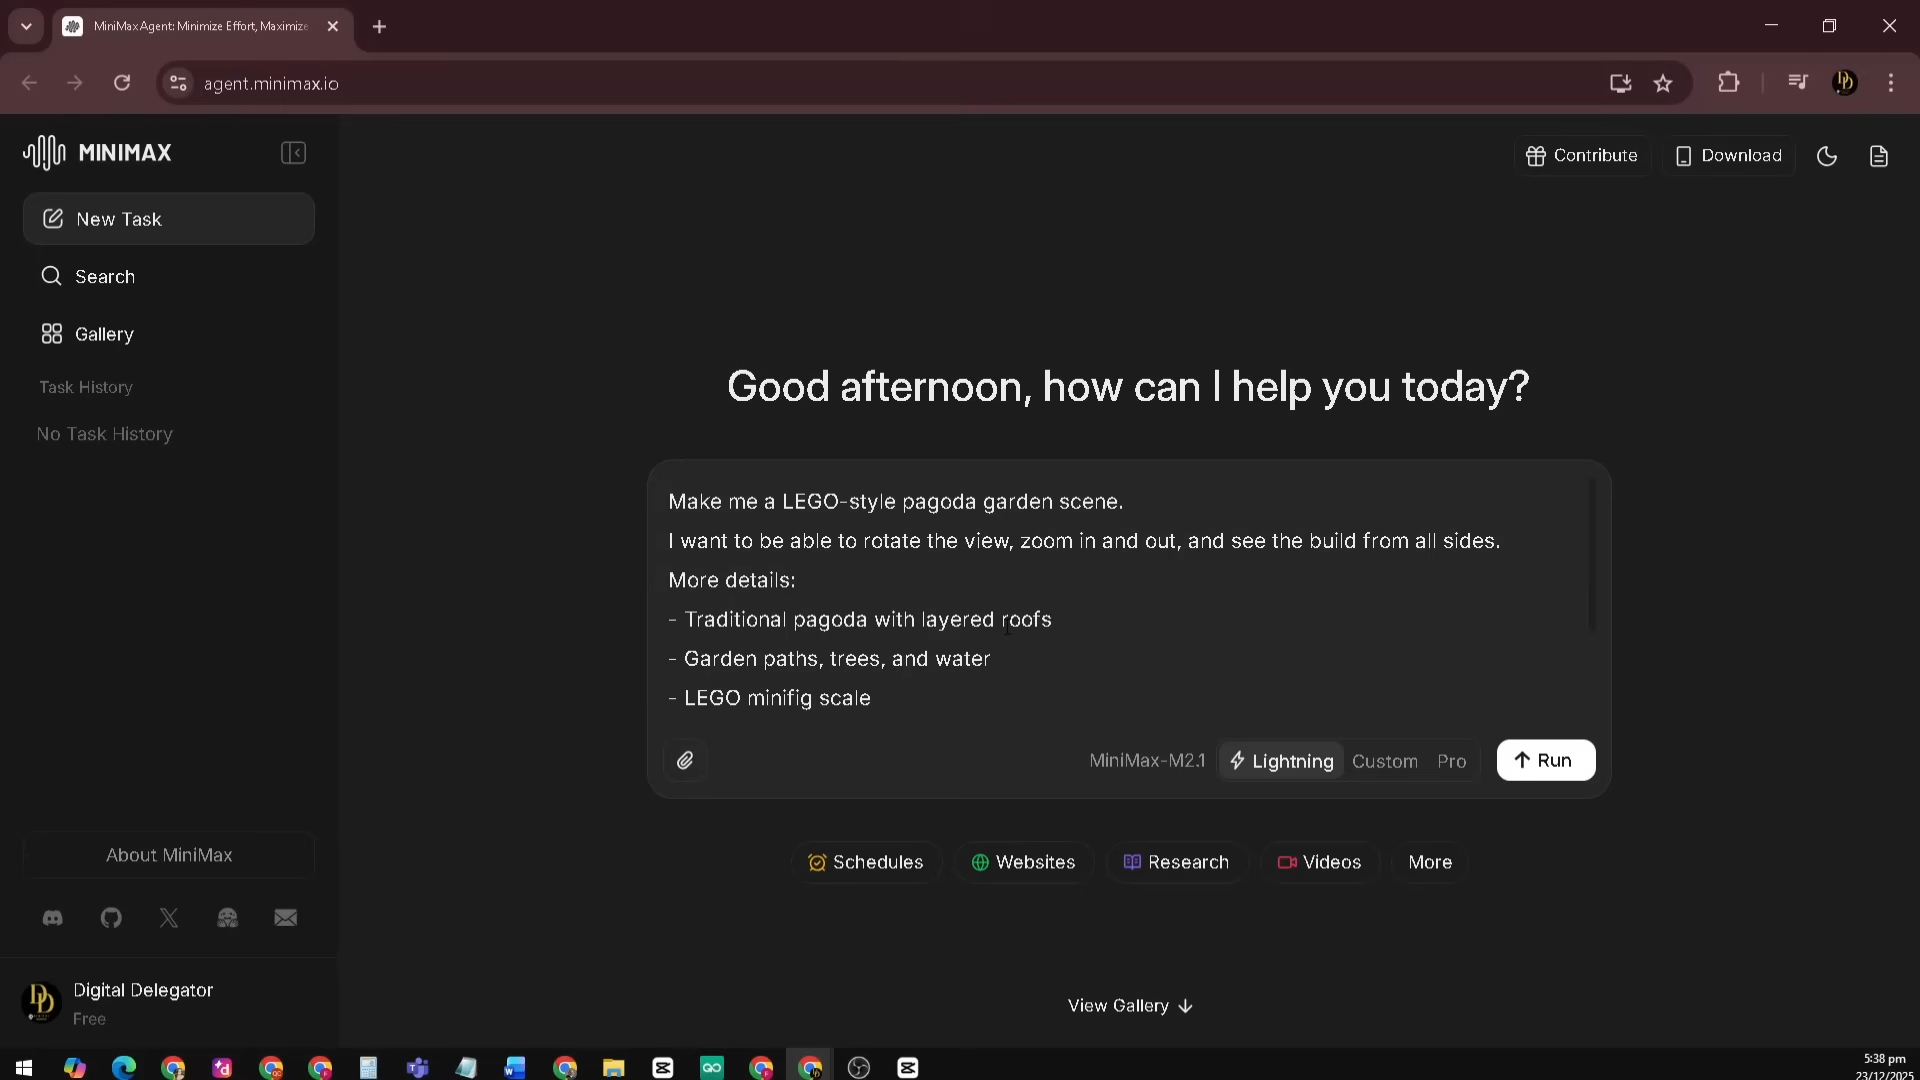 MiniMax Agent: Minimize Effort, Maximize
agent.minimax.io
MINIMAX
Contribute
Download
New Task
Search
Gallery
Task History
No Task History
Good afternoon, how can I help you today?
Make me a LEGO-style pagoda garden scene.
I want to be able to rotate the view, zoom in and out, and see the build from all sides.
More details:
- Traditional pagoda with layered roofs
- Garden paths, trees, and water
- LEGO minifig scale
MiniMax-M2.1
Lightning
Custom
Pro
Run
Schedules
Websites
Research
Videos
More
About MiniMax
Digital Delegator
Free
View Gallery
5:38 pm
23/12/2025